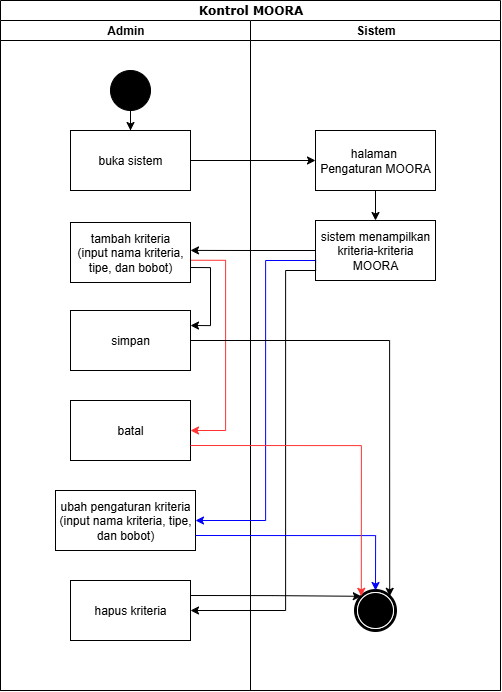 Kontrol MOORA
Admin
Sistem
buka sistem
halaman
Pengaturan MOORA
tambah kriteria
(input nama kriteria,
tipe, dan bobot)
sistem menampilkan
kriteria-kriteria
MOORA
simpan
batal
ubah pengaturan kriteria
(input nama kriteria, tipe,
dan bobot)
hapus kriteria